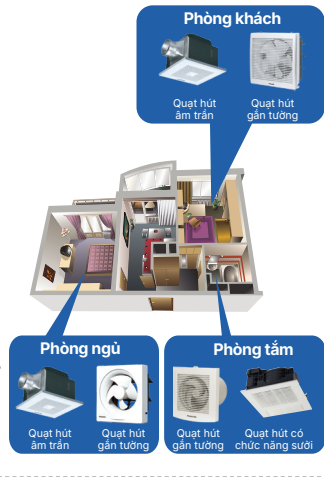 Phòng khách
Quạt hút
âm trần
Quạt hút
gắn tường
Phòng ngủ
Quạt hút
âm trần
Quạt hút
gắn tường
Phòng tắm
Quạt hút
gắn tường
Quạt hút có
chức năng sưởi